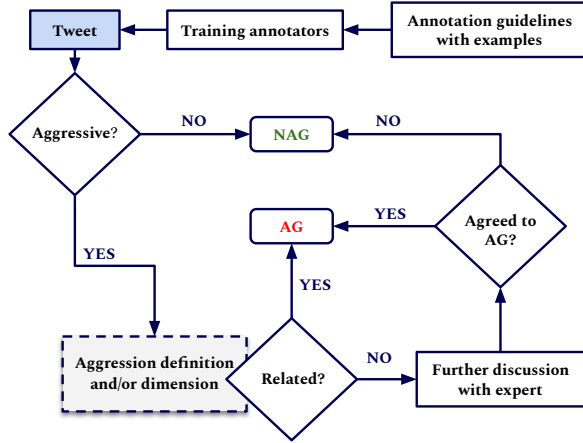 Tweet
Training annotators
Annotation guidelines
with examples
Aggressive?
NO
NAG
NO
AG
YES
Agreed to
AG?
YES
YES
Aggression definition
and/or dimension
Related?
NO
Further discussion
with expert